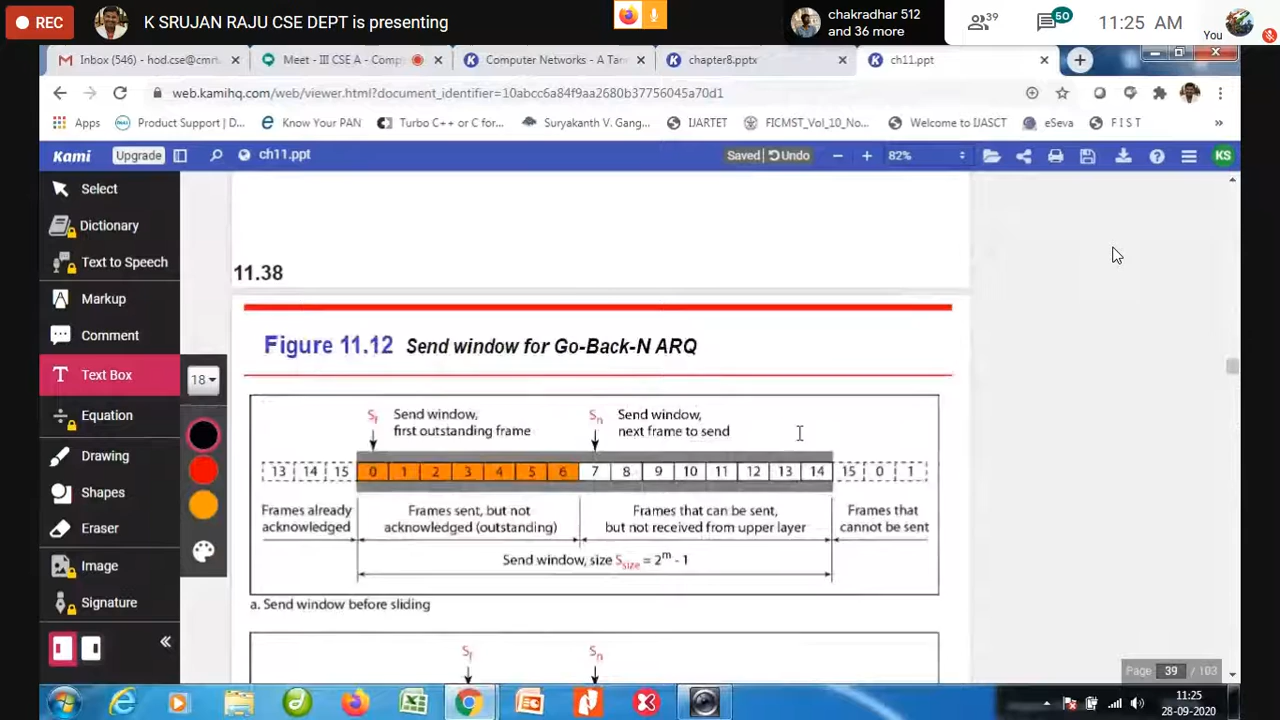 REC
K SRUJAN RAJU CSE DEPT is presenting
chakradhar 512
and 36 more
39
50
11:25 AM
You
Inbox (546) - hod.cse@cmr
Meet - III CSE A - Comput
Computer Networks - A Tan
chapter8.pptx
ch11.ppt
web.kamihq.com/web/viewer.html?document_identifier=10abcc6a84f9aa2680b37756045a70d1
Apps
Product Support | D...
Know Your PAN
Turbo C++ or C for...
Suryakanth V. Gang...
IJARTET
FICMST_Vol_10_No...
Welcome to IJASCT
eSeva
F I S T
»
Kami
Upgrade
ch11.ppt
Saved
Undo
82%
KS
Select
Dictionary
Text to Speech
Markup
Comment
Text Box
Equation
Drawing
Shapes
Eraser
Image
Signature
18
11.38
Figure 11.12 Send window for Go-Back-N ARQ
Sf Send window,
first outstanding frame
Sn Send window,
next frame to send
13 14 15 0 1 2 3 4 5 6 7 8 9 10 11 12 13 14 15 0 1
Frames already
acknowledged
Frames sent, but not
acknowledged (outstanding)
Frames that can be sent,
but not received from upper layer
Frames that
cannot be sent
Send window, size Ssize = 2^m - 1
a. Send window before sliding
Sf Sn
Page 39 / 103
11:25
28-09-2020